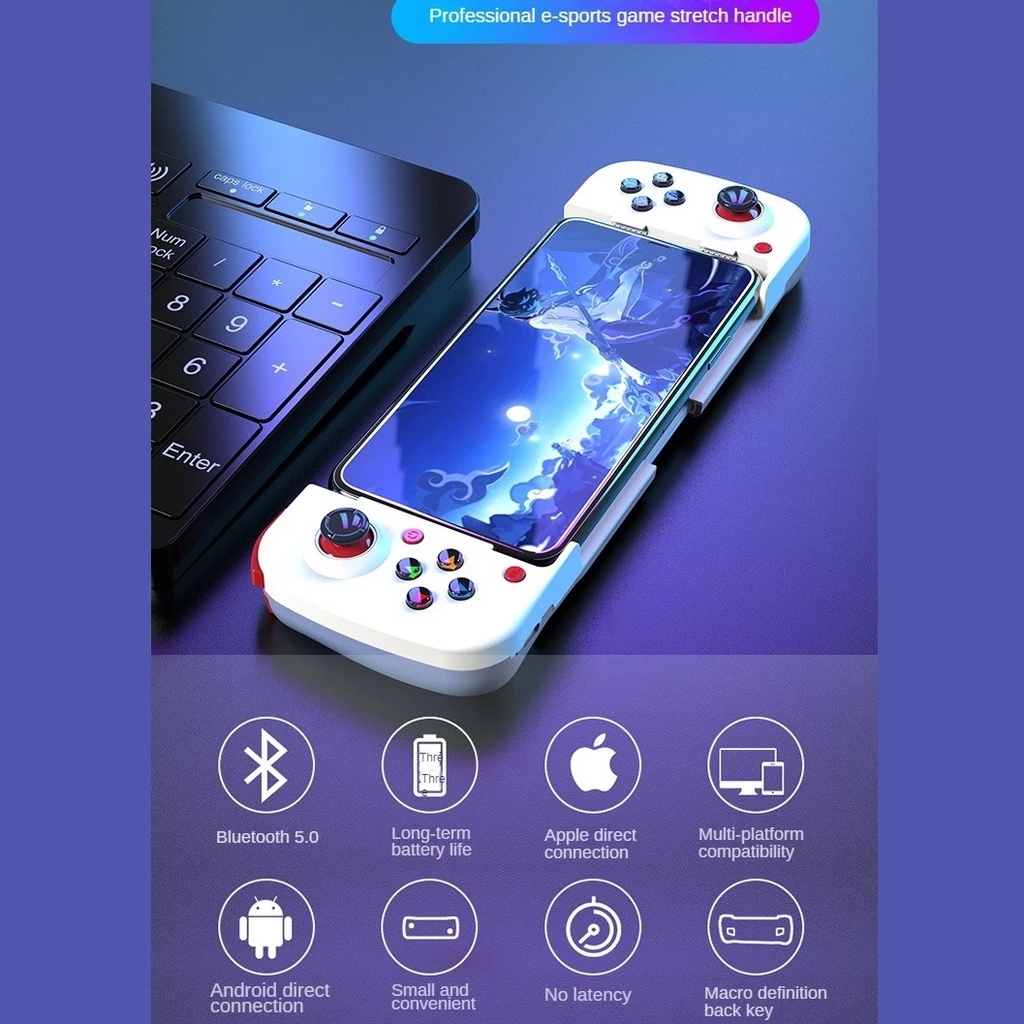 Professional e-sports game stretch handle
caps lock
Num
ock
/
*
-
8
9
+
6
3
Enter
Thre
Thre
e
Bluetooth 5.0
Long-term
battery life
Apple direct
connection
Multi-platform
compatibility
Android direct
connection
Small and
convenient
No latency
Macro definition
back key